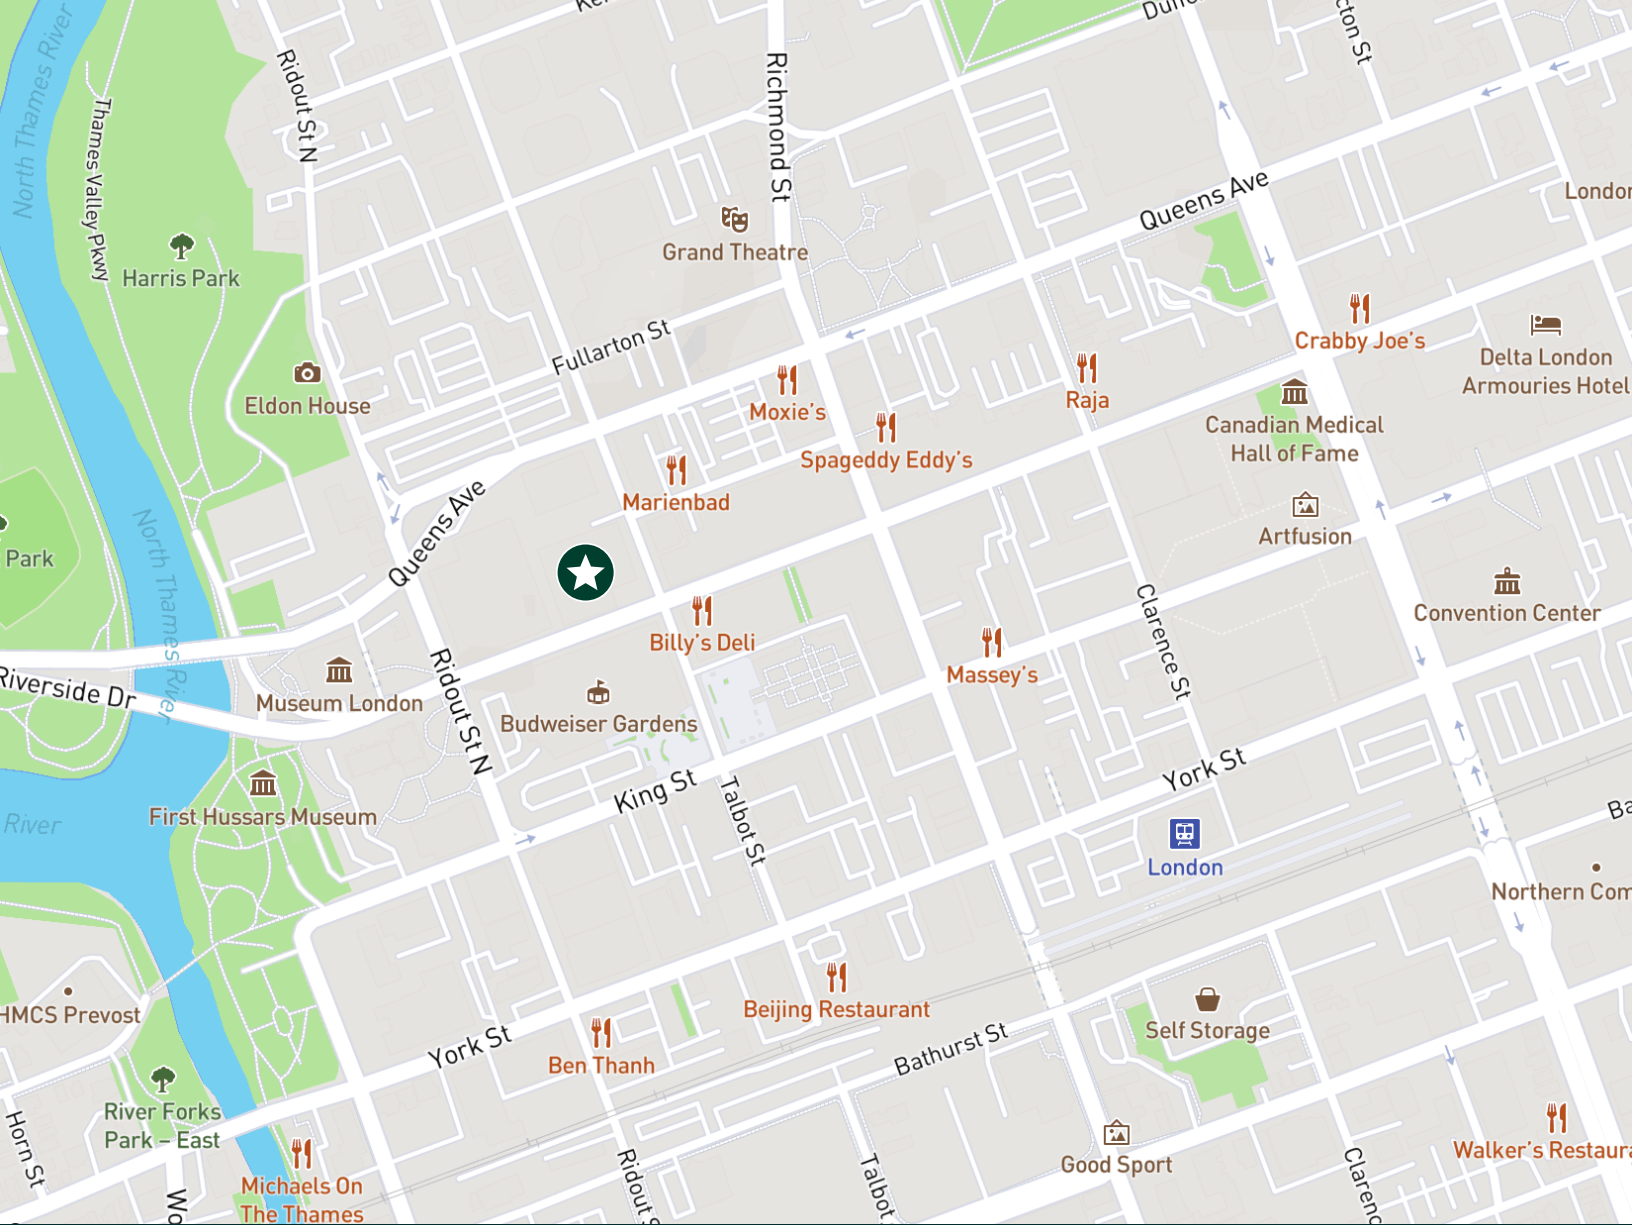 Ridout St N
Richmond St
North Thames River
Thames Valley Pkwy
Queens Ave
London
Grand Theatre
Harris Park
Fullarton St
Crabby Joe's
Delta London
Armouries Hotel
Eldon House
Moxie's
Raja
Canadian Medical
Hall of Fame
Spageddy Eddy's
Marienbad
Queens Ave
Artfusion
Park
North Thames River
Clarence St
Convention Center
Billy's Deli
Riverside Dr
Museum London
Ridout St N
Massey's
Budweiser Gardens
King St
Talbot St
York St
First Hussars Museum
River
London
Northern Com
HMCS Prevost
York St
Ben Thanh
Beijing Restaurant
Bathurst St
Self Storage
River Forks
Park – East
Horn St
Michaels On
The Thames
Ridout S
Talbot
Good Sport
Clarenc
Walker's Restaura
Wo
Ba